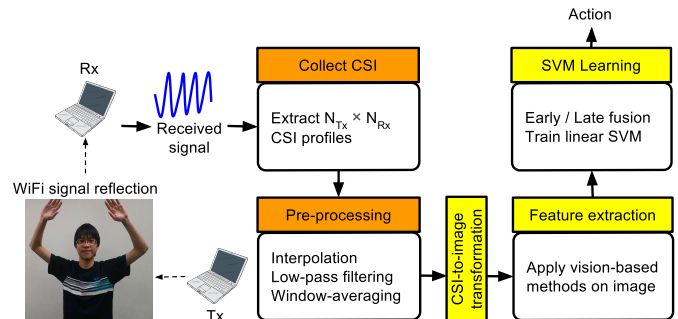 Action
Rx
Collect CSI
SVM Learning
Extract N_Tx × N_Rx
CSI profiles
Early / Late fusion
Train linear SVM
Received
signal
WiFi signal reflection
Pre-processing
CSI-to-image
transformation
Feature extraction
Interpolation
Low-pass filtering
Window-averaging
Apply vision-based
methods on image
Tx